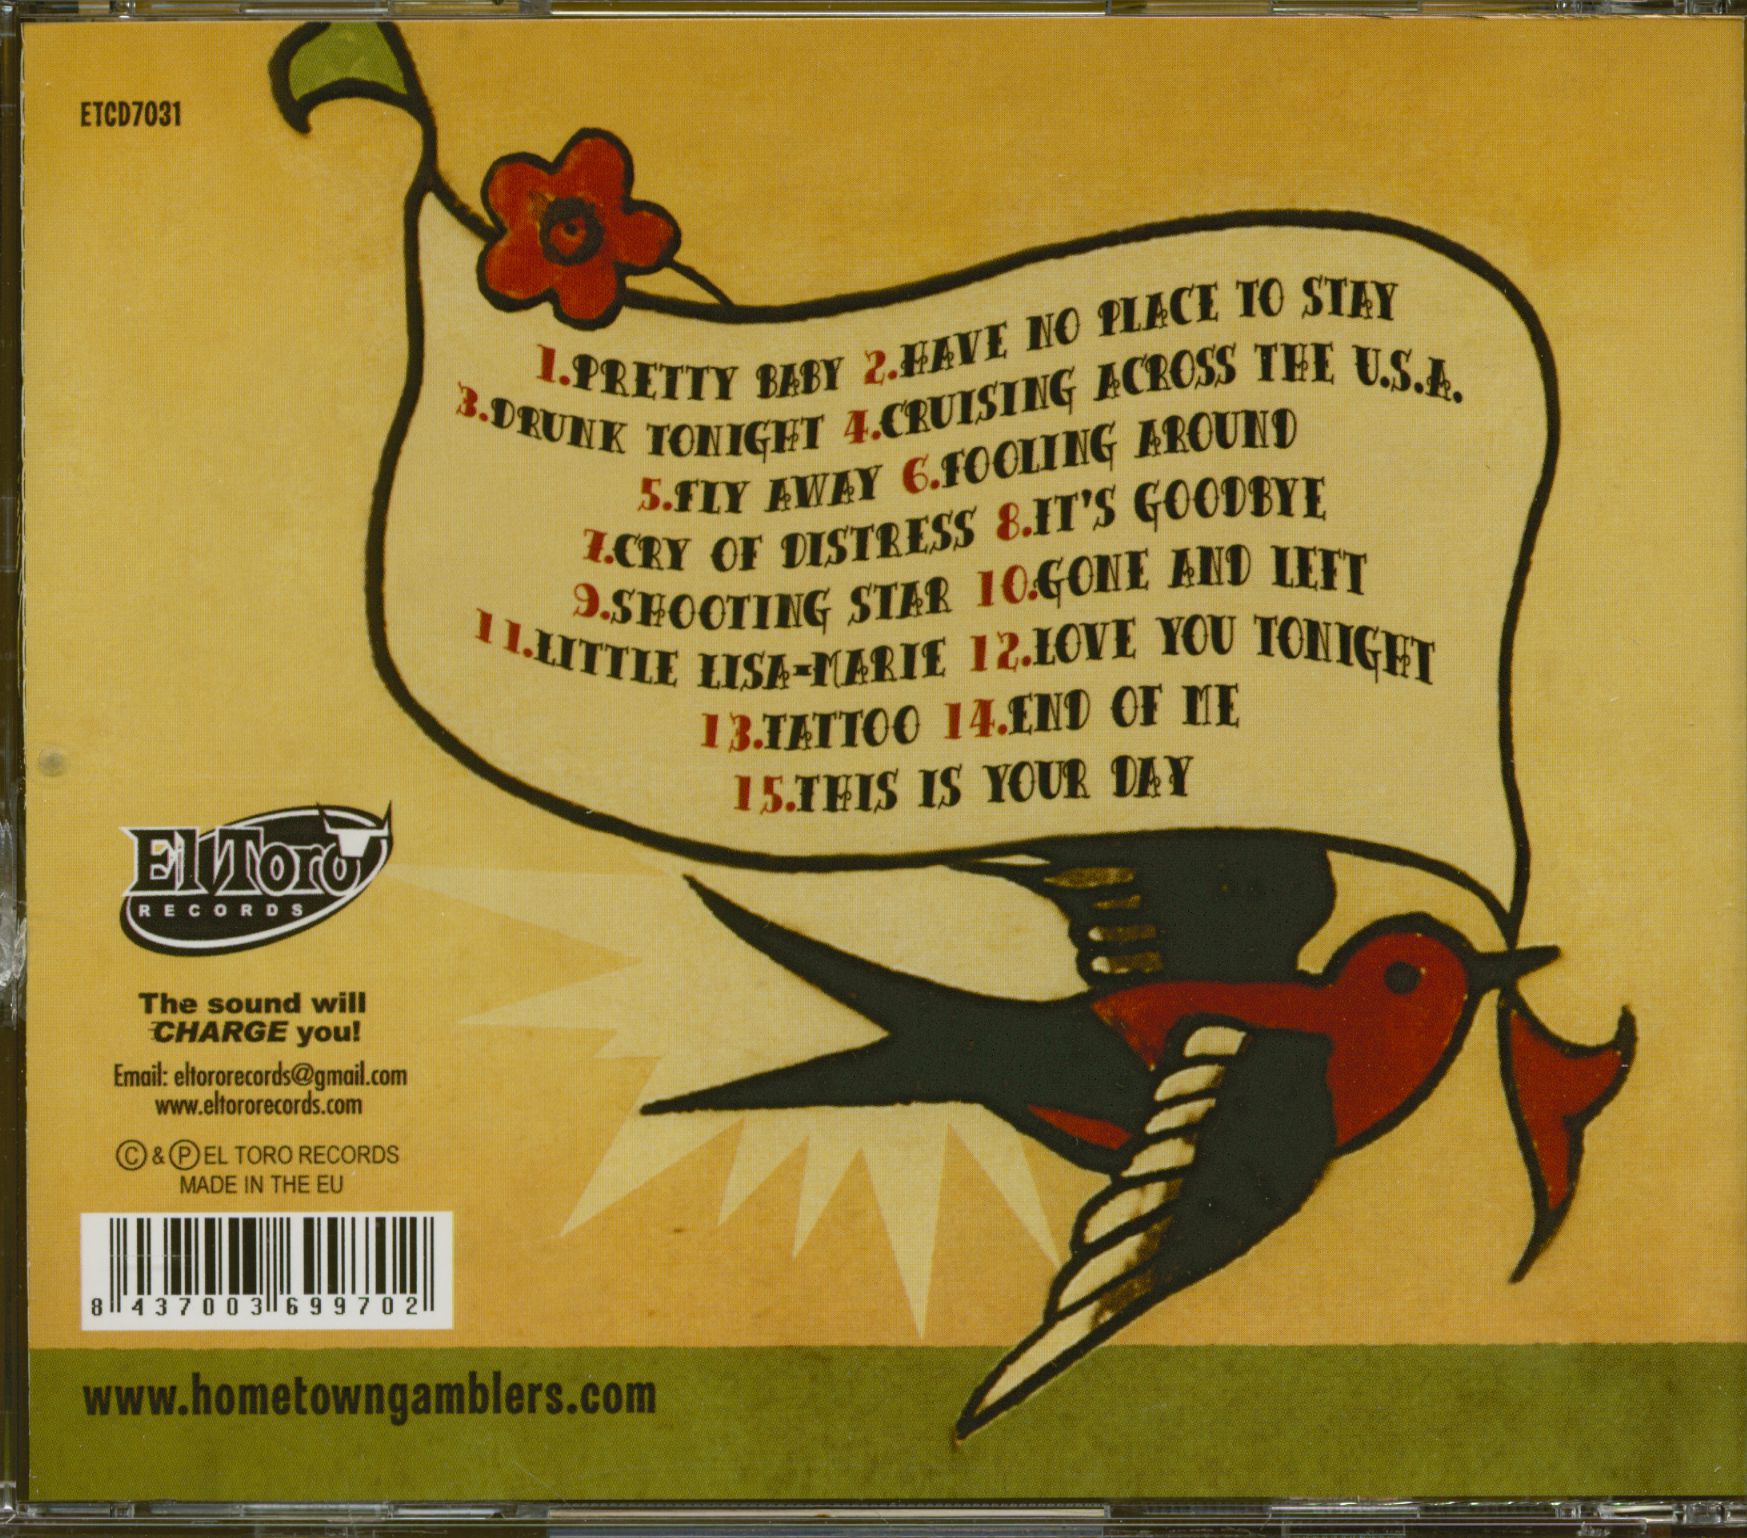 ETCD7031
1.PRETTY BABY 2.HAVE NO PLACE TO STAY
3.DRUNK TONIGHT 4.CRUISING ACROSS THE U.S.A.
5.FLY AWAY 6.FOOLING AROUND
7.CRY OF DISTRESS 8.IT'S GOODBYE
9.SHOOTING STAR 10.GONE AND LEFT
11.LITTLE LISA-MARIE 12.LOVE YOU TONIGHT
13.TATTOO 14.END OF ME
15.THIS IS YOUR DAY
El Toro
RECORDS
The sound will
CHARGE you!
Email: eltororecords@gmail.com
www.eltororecords.com
© & Ⓟ EL TORO RECORDS
MADE IN THE EU
8 437003 699702
www.hometowngamblers.com